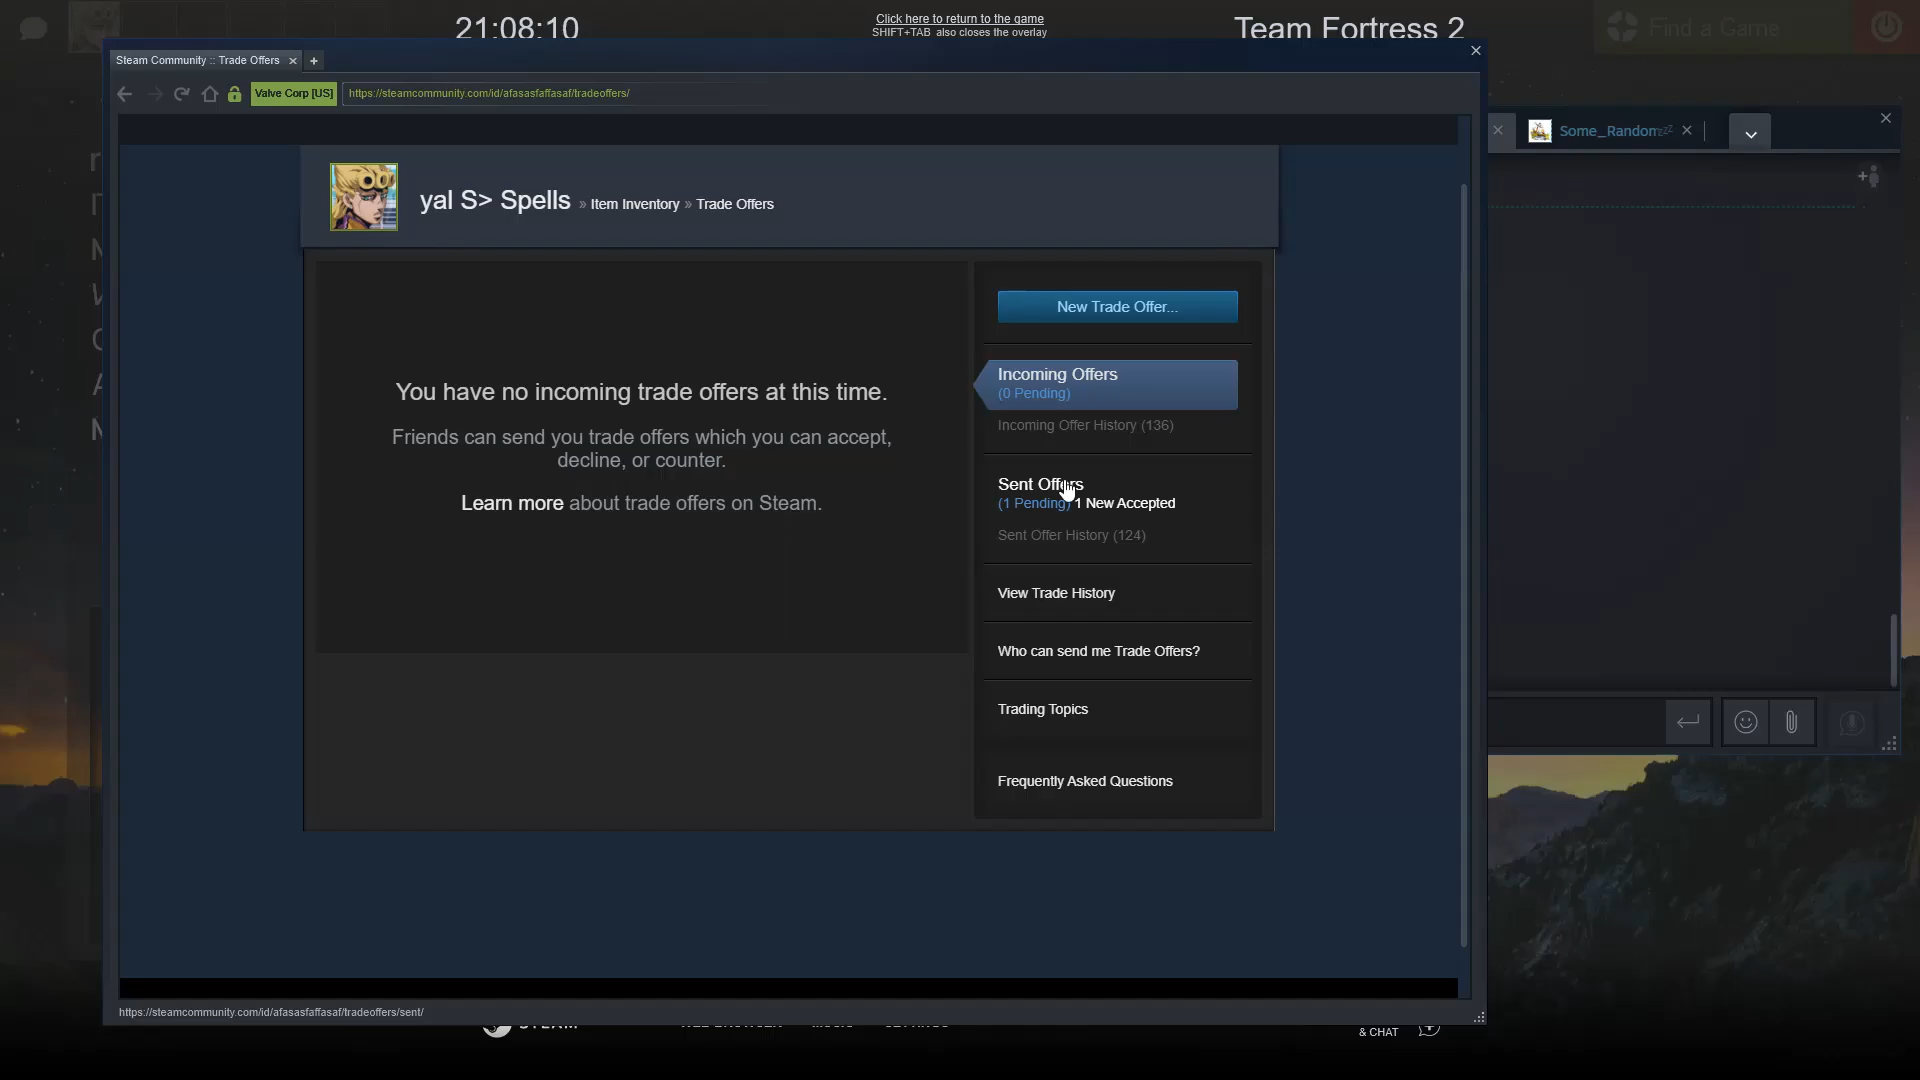 21:08:10
Click here to return to the game
SHIFT+TAB also closes the overlay
Team Fortress 2
Find a Game
Steam Community :: Trade Offers
Valve Corp [US]
https://steamcommunity.com/id/afasasfaffasaf/tradeoffers/
Some_Random
yal S> Spells » Item Inventory » Trade Offers
You have no incoming trade offers at this time.
Friends can send you trade offers which you can accept,
decline, or counter.
Learn more about trade offers on Steam.
New Trade Offer...
Incoming Offers
(0 Pending)
Incoming Offer History (136)
Sent Offers
(1 Pending) 1 New Accepted
Sent Offer History (124)
View Trade History
Who can send me Trade Offers?
Trading Topics
Frequently Asked Questions
https://steamcommunity.com/id/afasasfaffasaf/tradeoffers/sent/
STEAM
WEB BROWSER
MUSIC
SETTINGS
& CHAT